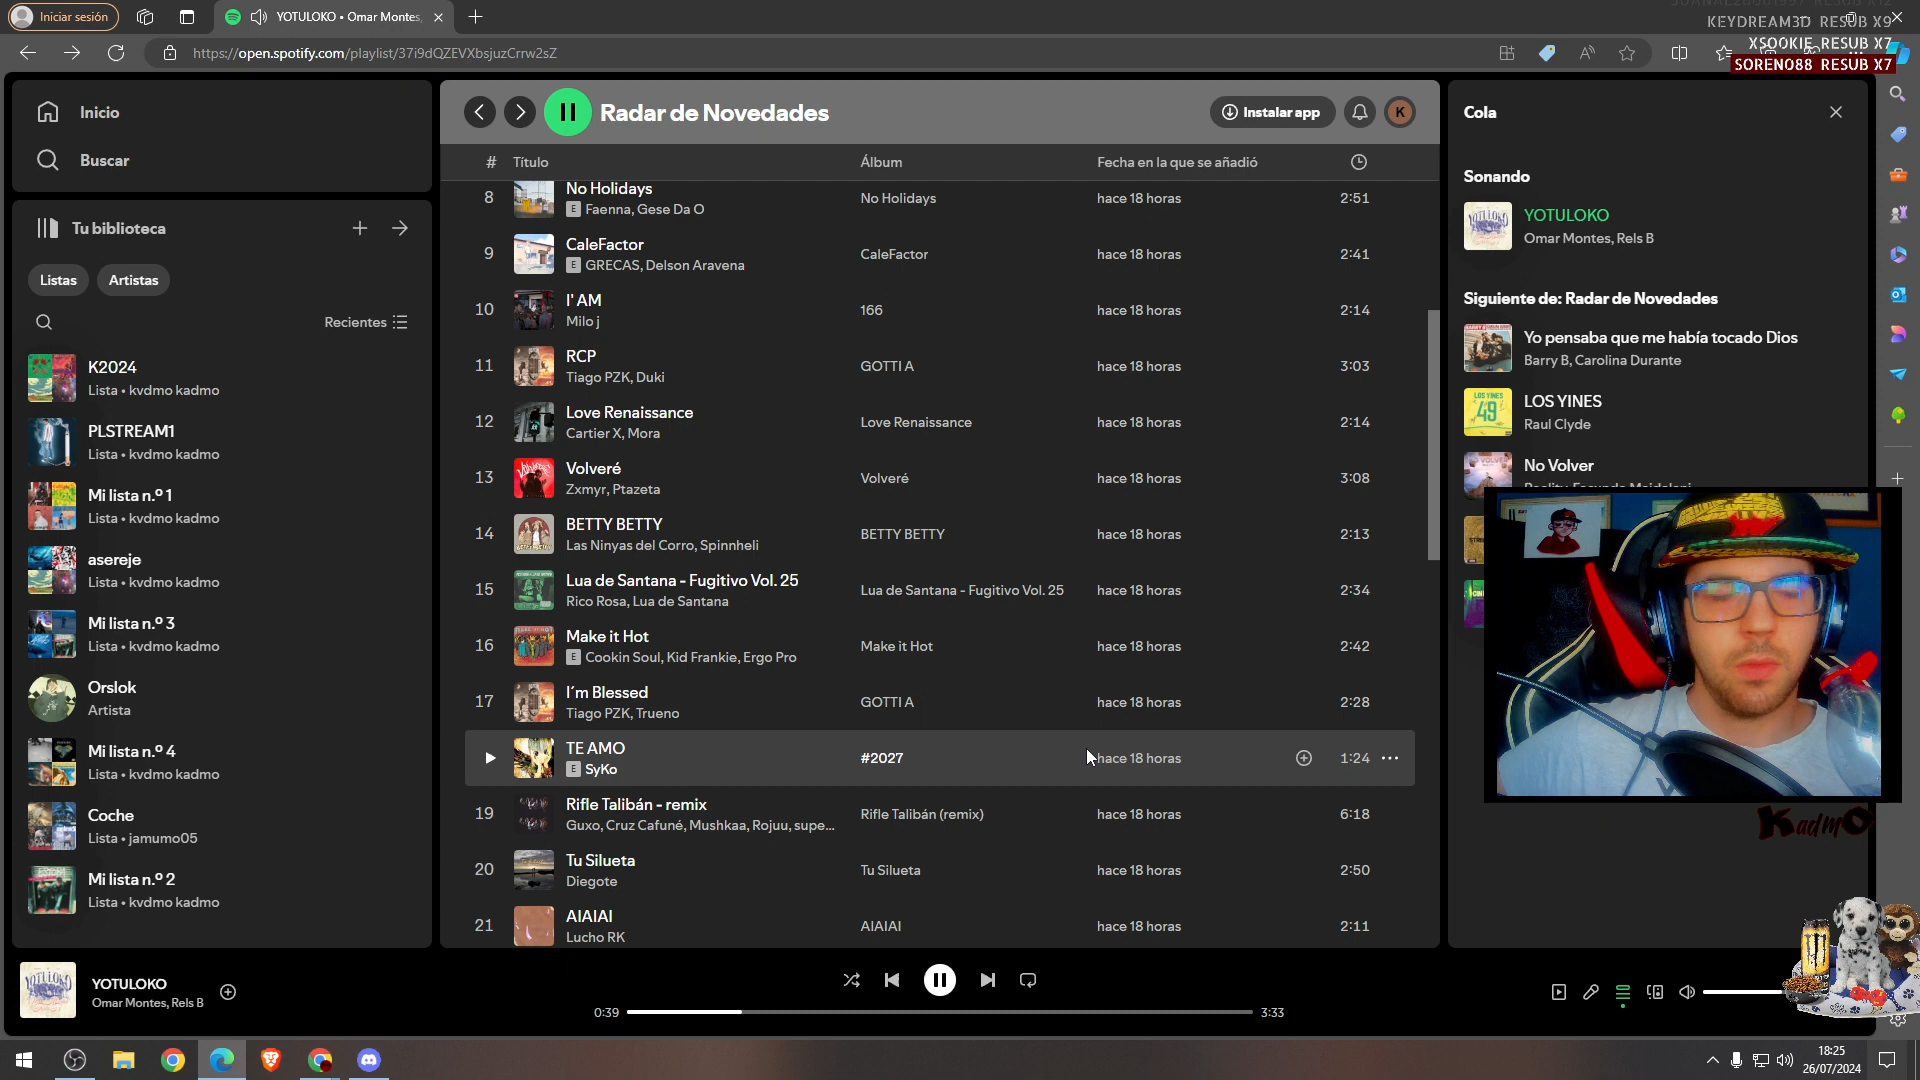 Iniciar sesión
YOTULOKO • Omar Montes,
KEYDREAM3D RESUB X9
XSOOKIE RESUB X7
SORENO88 RESUB X7
https://open.spotify.com/playlist/37i9dQZEVXbsjuzCrrw2sZ
Inicio
Buscar
Tu biblioteca
Listas
Artistas
Recientes
K2024
Lista • kvdmo kadmo
PLSTREAM1
Lista • kvdmo kadmo
Mi lista n.º 1
Lista • kvdmo kadmo
asereje
Lista • kvdmo kadmo
Mi lista n.º 3
Lista • kvdmo kadmo
Orslok
Artista
Mi lista n.º 4
Lista • kvdmo kadmo
Coche
Lista • jamumo05
Mi lista n.º 2
Lista • kvdmo kadmo
Radar de Novedades
Instalar app
K
# Título Álbum Fecha en la que se añadió
8 No Holidays No Holidays hace 18 horas 2:51
E Faenna, Gese Da O
9 CaleFactor CaleFactor hace 18 horas 2:41
E GRECAS, Delson Aravena
10 I' AM 166 hace 18 horas 2:14
Milo j
11 RCP GOTTI A hace 18 horas 3:03
Tiago PZK, Duki
12 Love Renaissance Love Renaissance hace 18 horas 2:14
Cartier X, Mora
13 Volveré Volveré hace 18 horas 3:08
Zxmyr, Ptazeta
14 BETTY BETTY BETTY BETTY hace 18 horas 2:13
Las Ninyas del Corro, Spinnheli
15 Lua de Santana - Fugitivo Vol. 25 Lua de Santana - Fugitivo Vol. 25 hace 18 horas 2:34
Rico Rosa, Lua de Santana
16 Make it Hot Make it Hot hace 18 horas 2:42
E Cookin Soul, Kid Frankie, Ergo Pro
17 I´m Blessed GOTTI A hace 18 horas 2:28
Tiago PZK, Trueno
TE AMO #2027 hace 18 horas 1:24
E SyKo
19 Rifle Talibán - remix Rifle Talibán (remix) hace 18 horas 6:18
Guxo, Cruz Cafuné, Mushkaa, Rojuu, supe...
20 Tu Silueta Tu Silueta hace 18 horas 2:50
Diegote
21 AIAIAI AIAIAI hace 18 horas 2:11
Lucho RK
Cola
Sonando
YOTULOKO
Omar Montes, Rels B
Siguiente de: Radar de Novedades
Yo pensaba que me había tocado Dios
Barry B, Carolina Durante
LOS YINES
Raul Clyde
No Volver
KadmO
YOTULOKO
Omar Montes, Rels B
0:39
3:33
18:25
26/07/2024